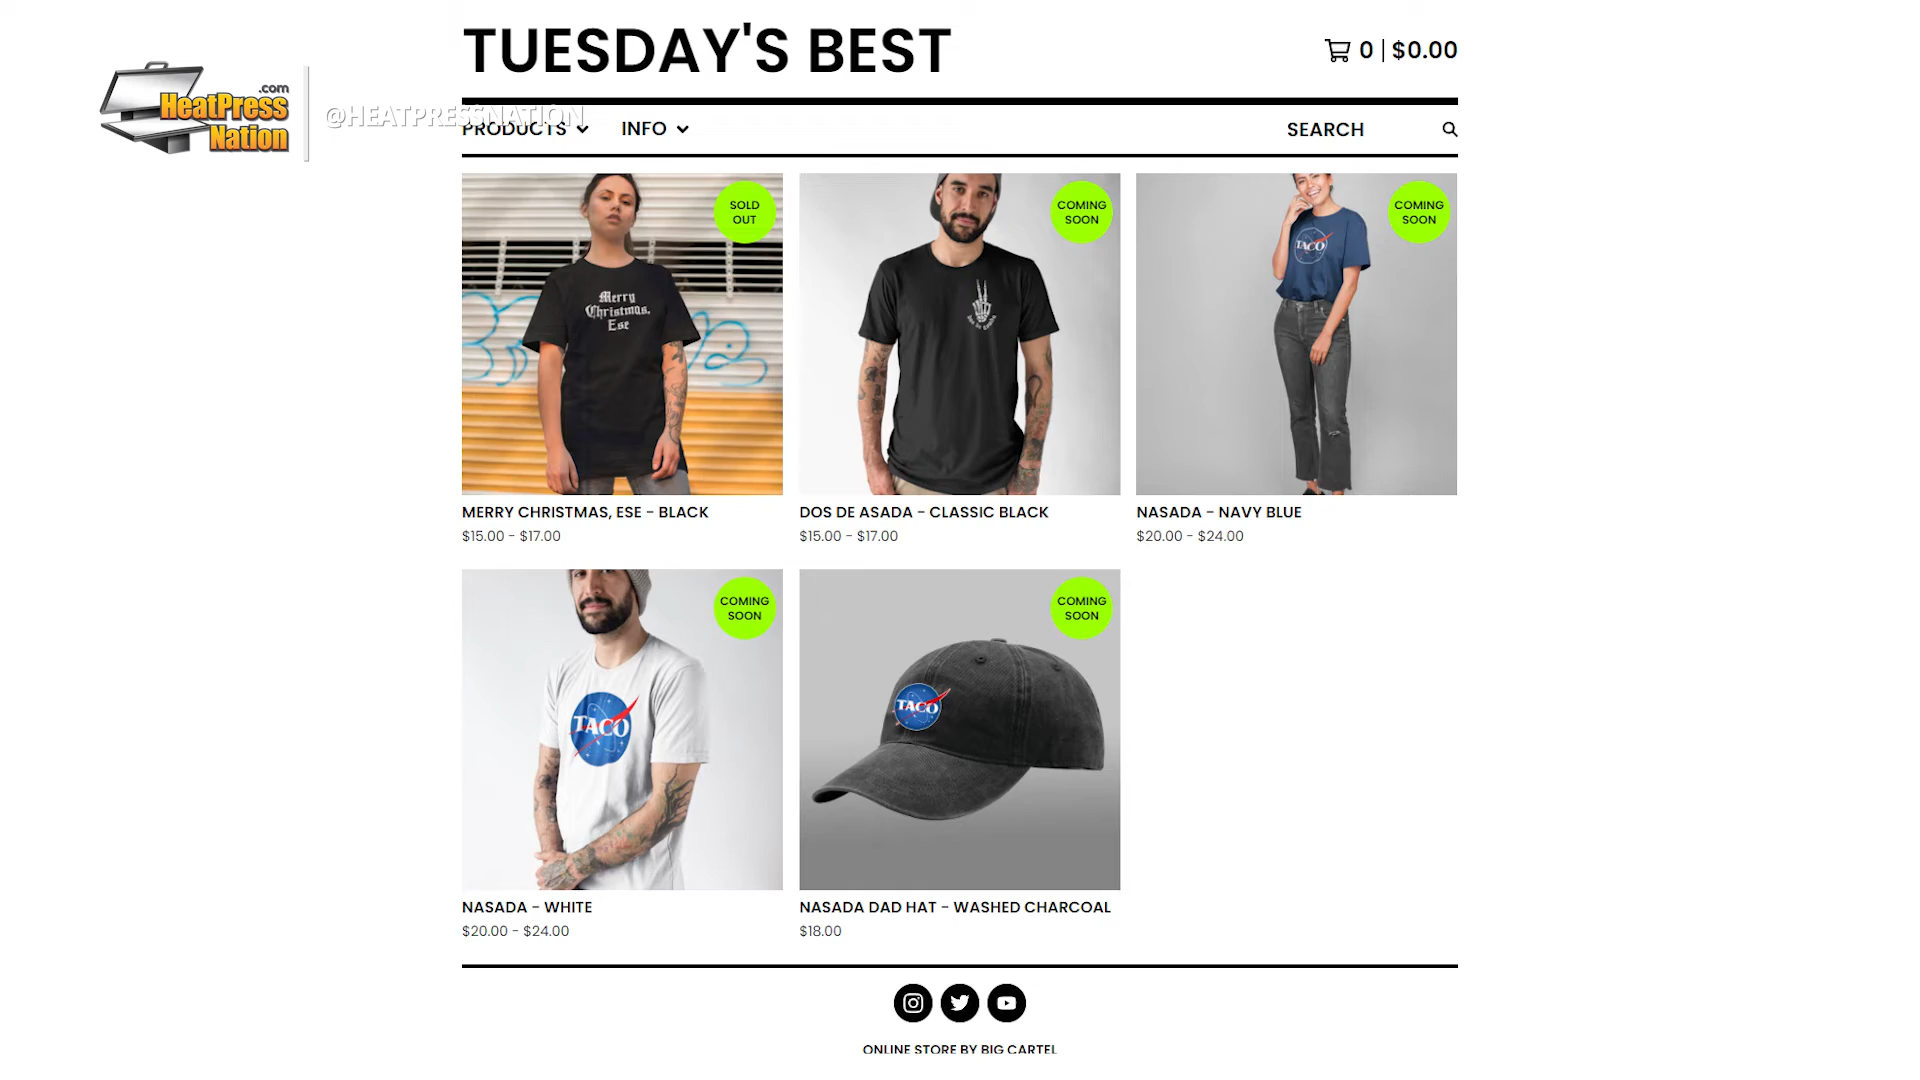 TUESDAY'S BEST
0 | $0.00
.com
HeatPress
Nation
@HEATPRESSNATION
PRODUCTS
INFO
SEARCH
SOLD
OUT
COMING
SOON
COMING
SOON
Merry
Christmas,
Ese
TACO
MERRY CHRISTMAS, ESE - BLACK
DOS DE ASADA - CLASSIC BLACK
NASADA - NAVY BLUE
$15.00 - $17.00
$15.00 - $17.00
$20.00 - $24.00
COMING
SOON
COMING
SOON
TACO
TACO
NASADA - WHITE
NASADA DAD HAT - WASHED CHARCOAL
$20.00 - $24.00
$18.00
ONLINE STORE BY BIG CARTEL